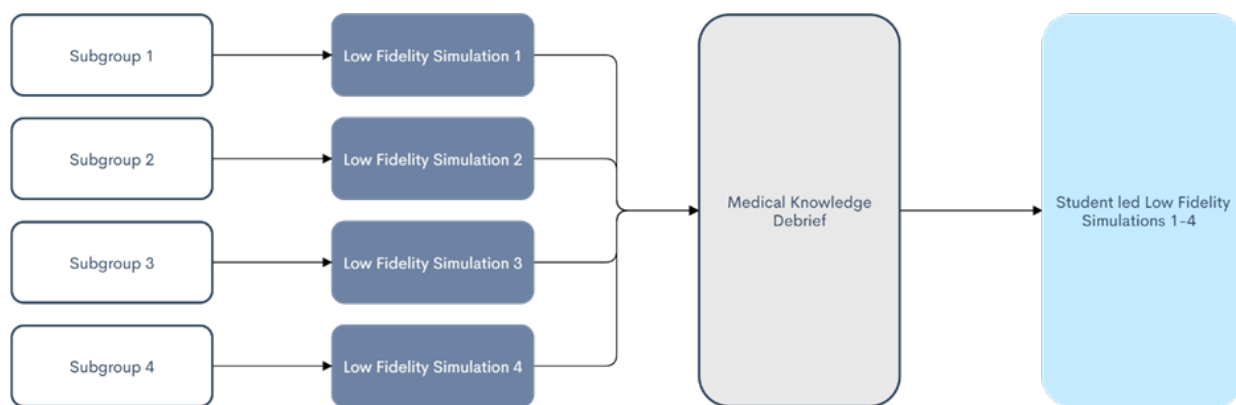 Subgroup 1
Low Fidelity Simulation 1
Subgroup 2
Low Fidelity Simulation 2
Subgroup 3
Low Fidelity Simulation 3
Subgroup 4
Low Fidelity Simulation 4
Medical Knowledge
Debrief
Student led Low Fidelity
Simulations 1-4